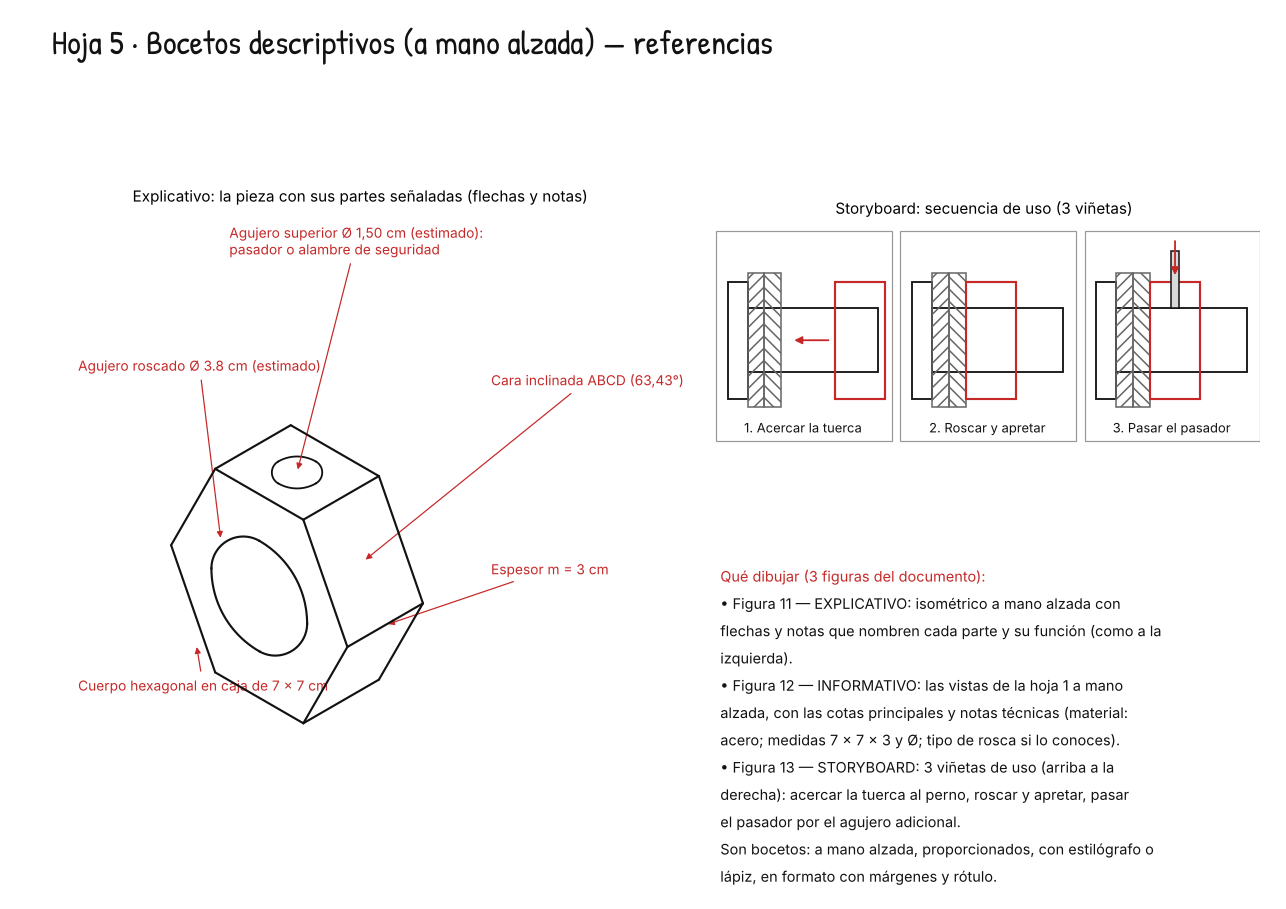 Hoja 5 · Bocetos descriptivos (a mano alzada) — referencias
Explicativo: la pieza con sus partes señaladas (flechas y notas)
Agujero superior Ø 1,50 cm (estimado):
pasador o alambre de seguridad
Agujero roscado Ø 3.8 cm (estimado)
Cara inclinada ABCD (63,43°)
Espesor m = 3 cm
Cuerpo hexagonal en caja de 7 × 7 cm
Storyboard: secuencia de uso (3 viñetas)
1. Acercar la tuerca
2. Roscar y apretar
3. Pasar el pasador
Qué dibujar (3 figuras del documento):
• Figura 11 — EXPLICATIVO: isométrico a mano alzada con
flechas y notas que nombren cada parte y su función (como a la
izquierda).
• Figura 12 — INFORMATIVO: las vistas de la hoja 1 a mano
alzada, con las cotas principales y notas técnicas (material:
acero; medidas 7 × 7 × 3 y Ø; tipo de rosca si lo conoces).
• Figura 13 — STORYBOARD: 3 viñetas de uso (arriba a la
derecha): acercar la tuerca al perno, roscar y apretar, pasar
el pasador por el agujero adicional.
Son bocetos: a mano alzada, proporcionados, con estilógrafo o
lápiz, en formato con márgenes y rótulo.